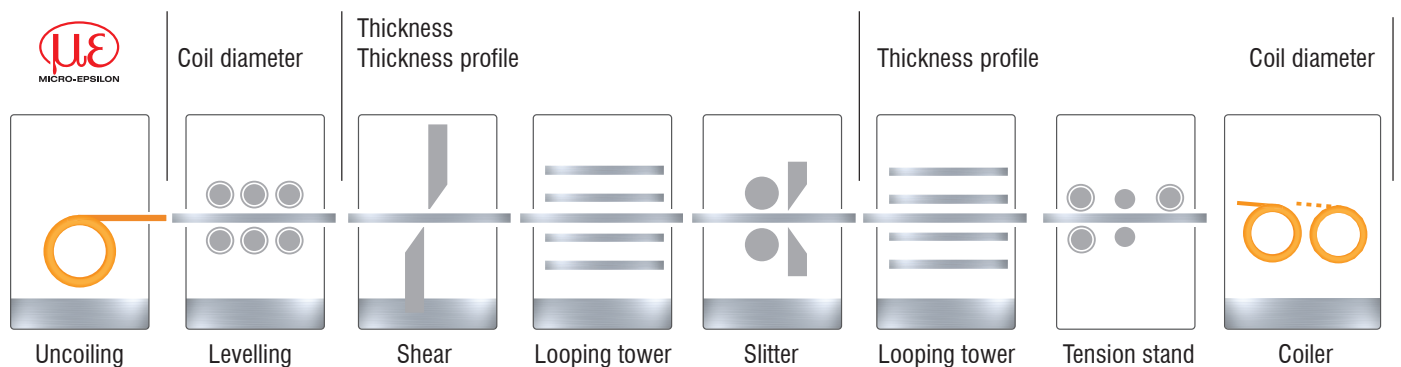 με
MICRO-EPSILON
Coil diameter
Thickness
Thickness profile
Thickness profile
Coil diameter
Uncoiling
Levelling
Shear
Looping tower
Slitter
Looping tower
Tension stand
Coiler